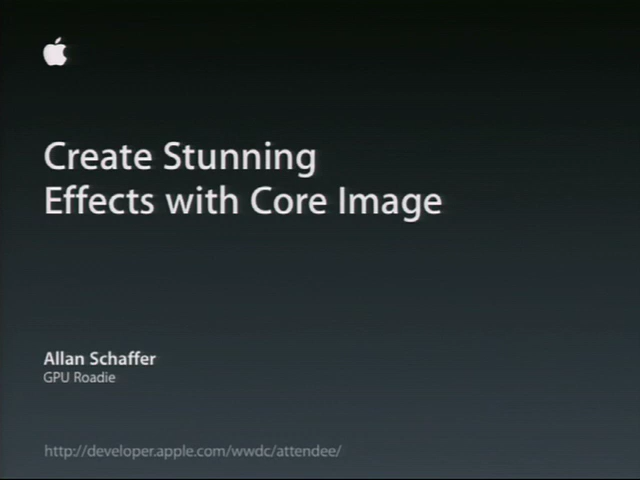 Create Stunning
Effects with Core Image
Allan Schaffer
GPU Roadie
http://developer.apple.com/wwdc/attendee/